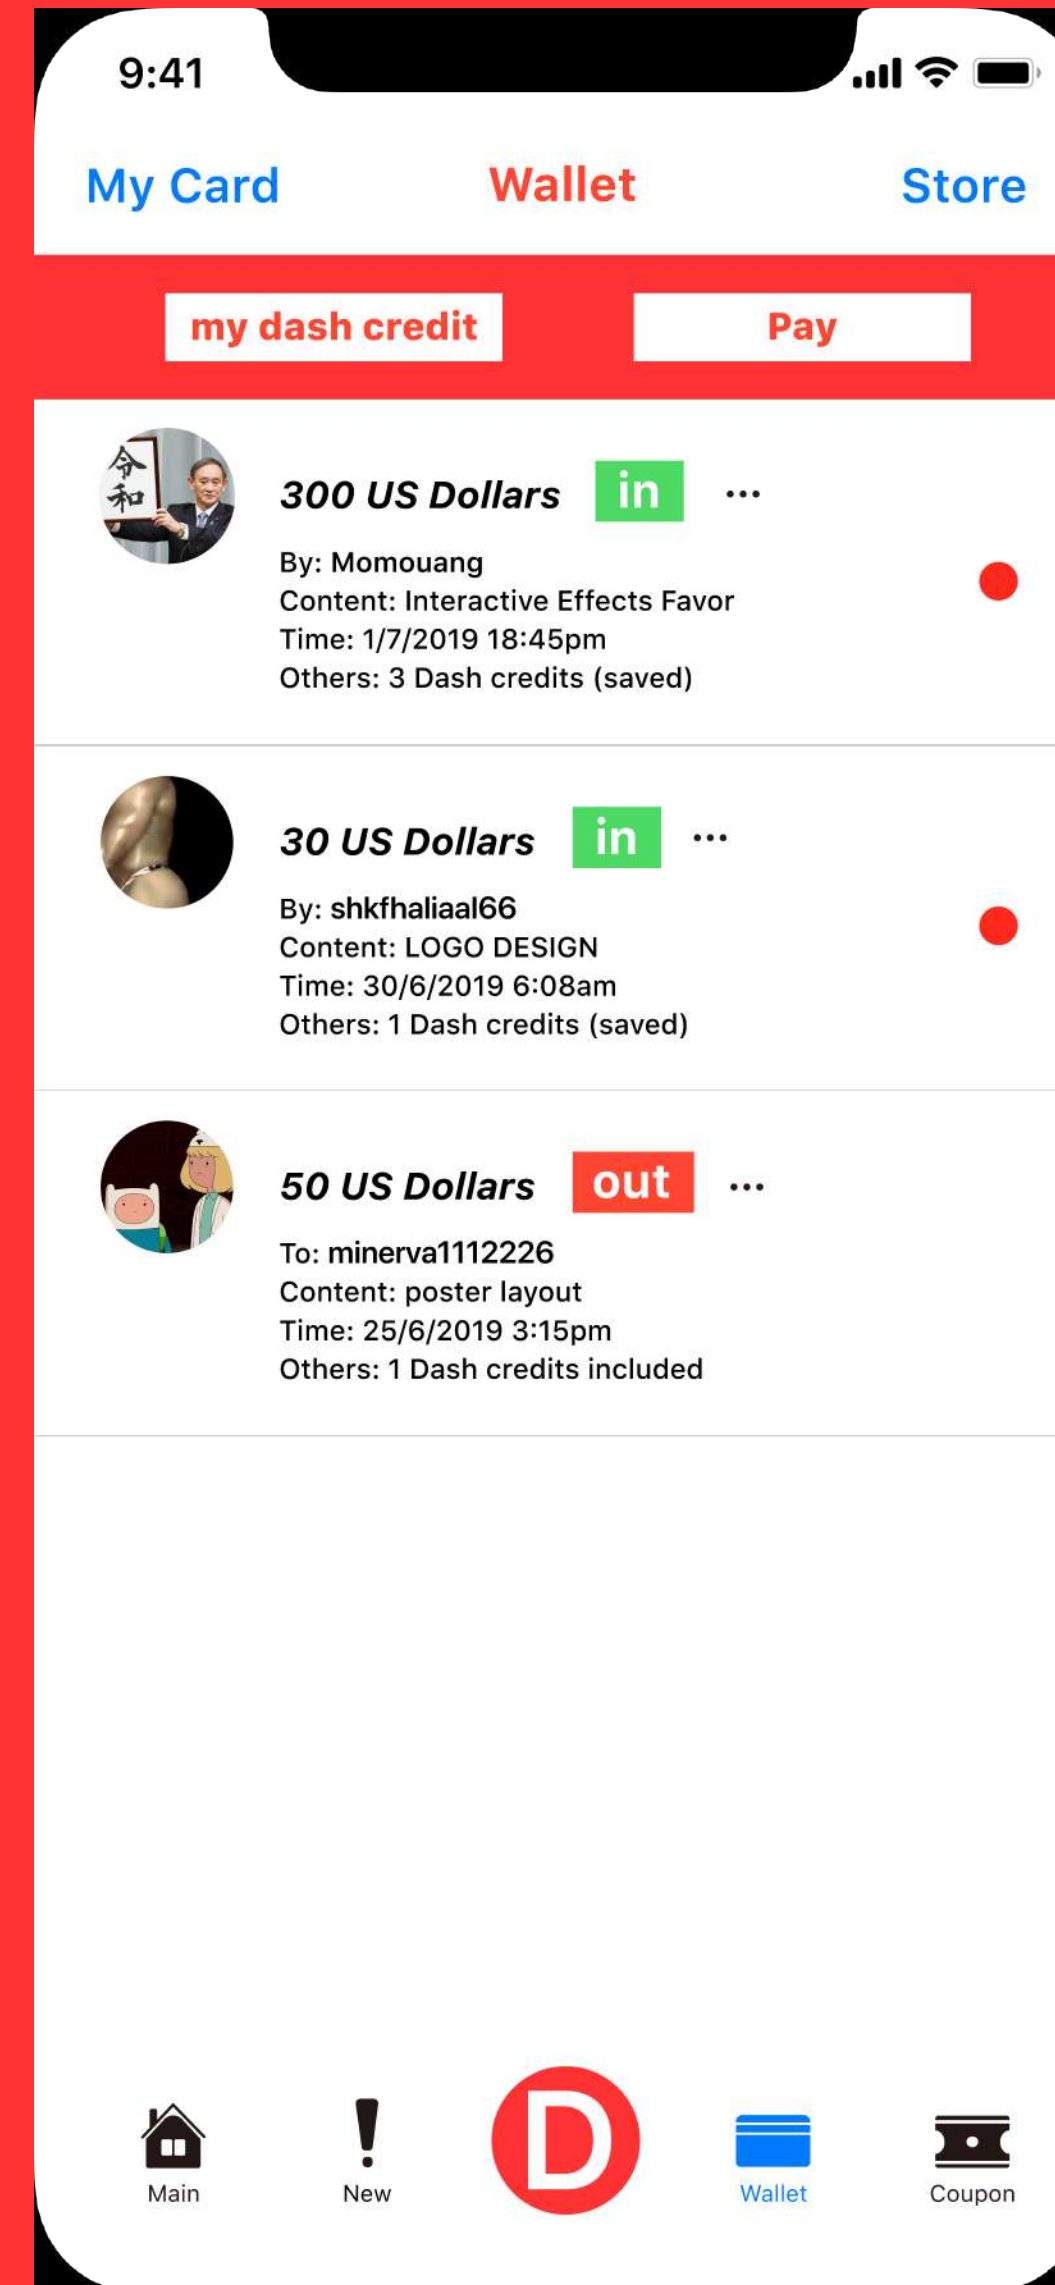 9:41
My Card Wallet Store
my dash credit Pay
令和
300 US Dollars in ...
By: Momouang
Content: Interactive Effects Favor
Time: 1/7/2019 18:45pm
Others: 3 Dash credits (saved)
30 US Dollars in ...
By: shkfhaliaal66
Content: LOGO DESIGN
Time: 30/6/2019 6:08am
Others: 1 Dash credits (saved)
50 US Dollars out ...
To: minerva1112226
Content: poster layout
Time: 25/6/2019 3:15pm
Others: 1 Dash credits included
D
Main New Wallet Coupon